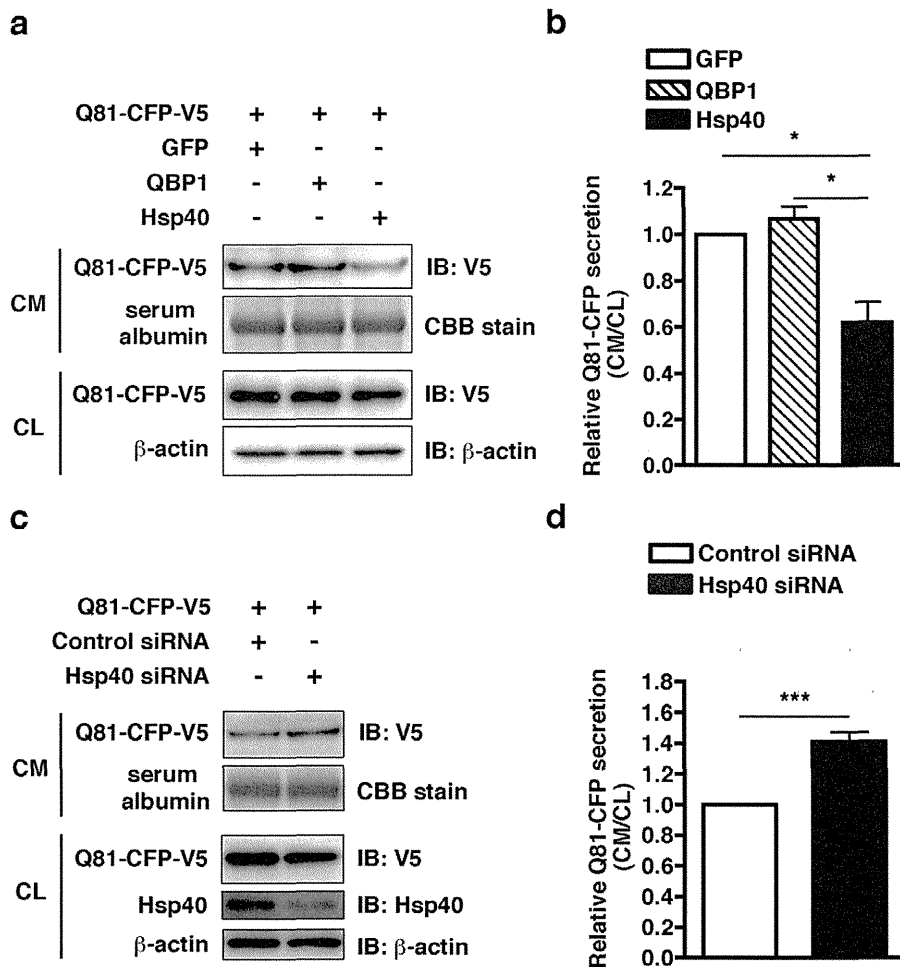 a
Q81-CFP-V5 + + +
GFP + - -
QBP1 - + -
Hsp40 - - +
CM
Q81-CFP-V5 IB: V5
serum albumin CBB stain
CL
Q81-CFP-V5 IB: V5
β-actin IB: β-actin
b
GFP
QBP1
Hsp40
*
*
Relative Q81-CFP secretion
(CM/CL)
1.2
1.0
0.8
0.6
0.4
0.2
0.0
c
Q81-CFP-V5 + +
Control siRNA + -
Hsp40 siRNA - +
CM
Q81-CFP-V5 IB: V5
serum albumin CBB stain
CL
Q81-CFP-V5 IB: V5
Hsp40 IB: Hsp40
β-actin IB: β-actin
d
Control siRNA
Hsp40 siRNA
***
Relative Q81-CFP secretion
(CM/CL)
1.8
1.6
1.4
1.2
1.0
0.8
0.6
0.4
0.2
0.0